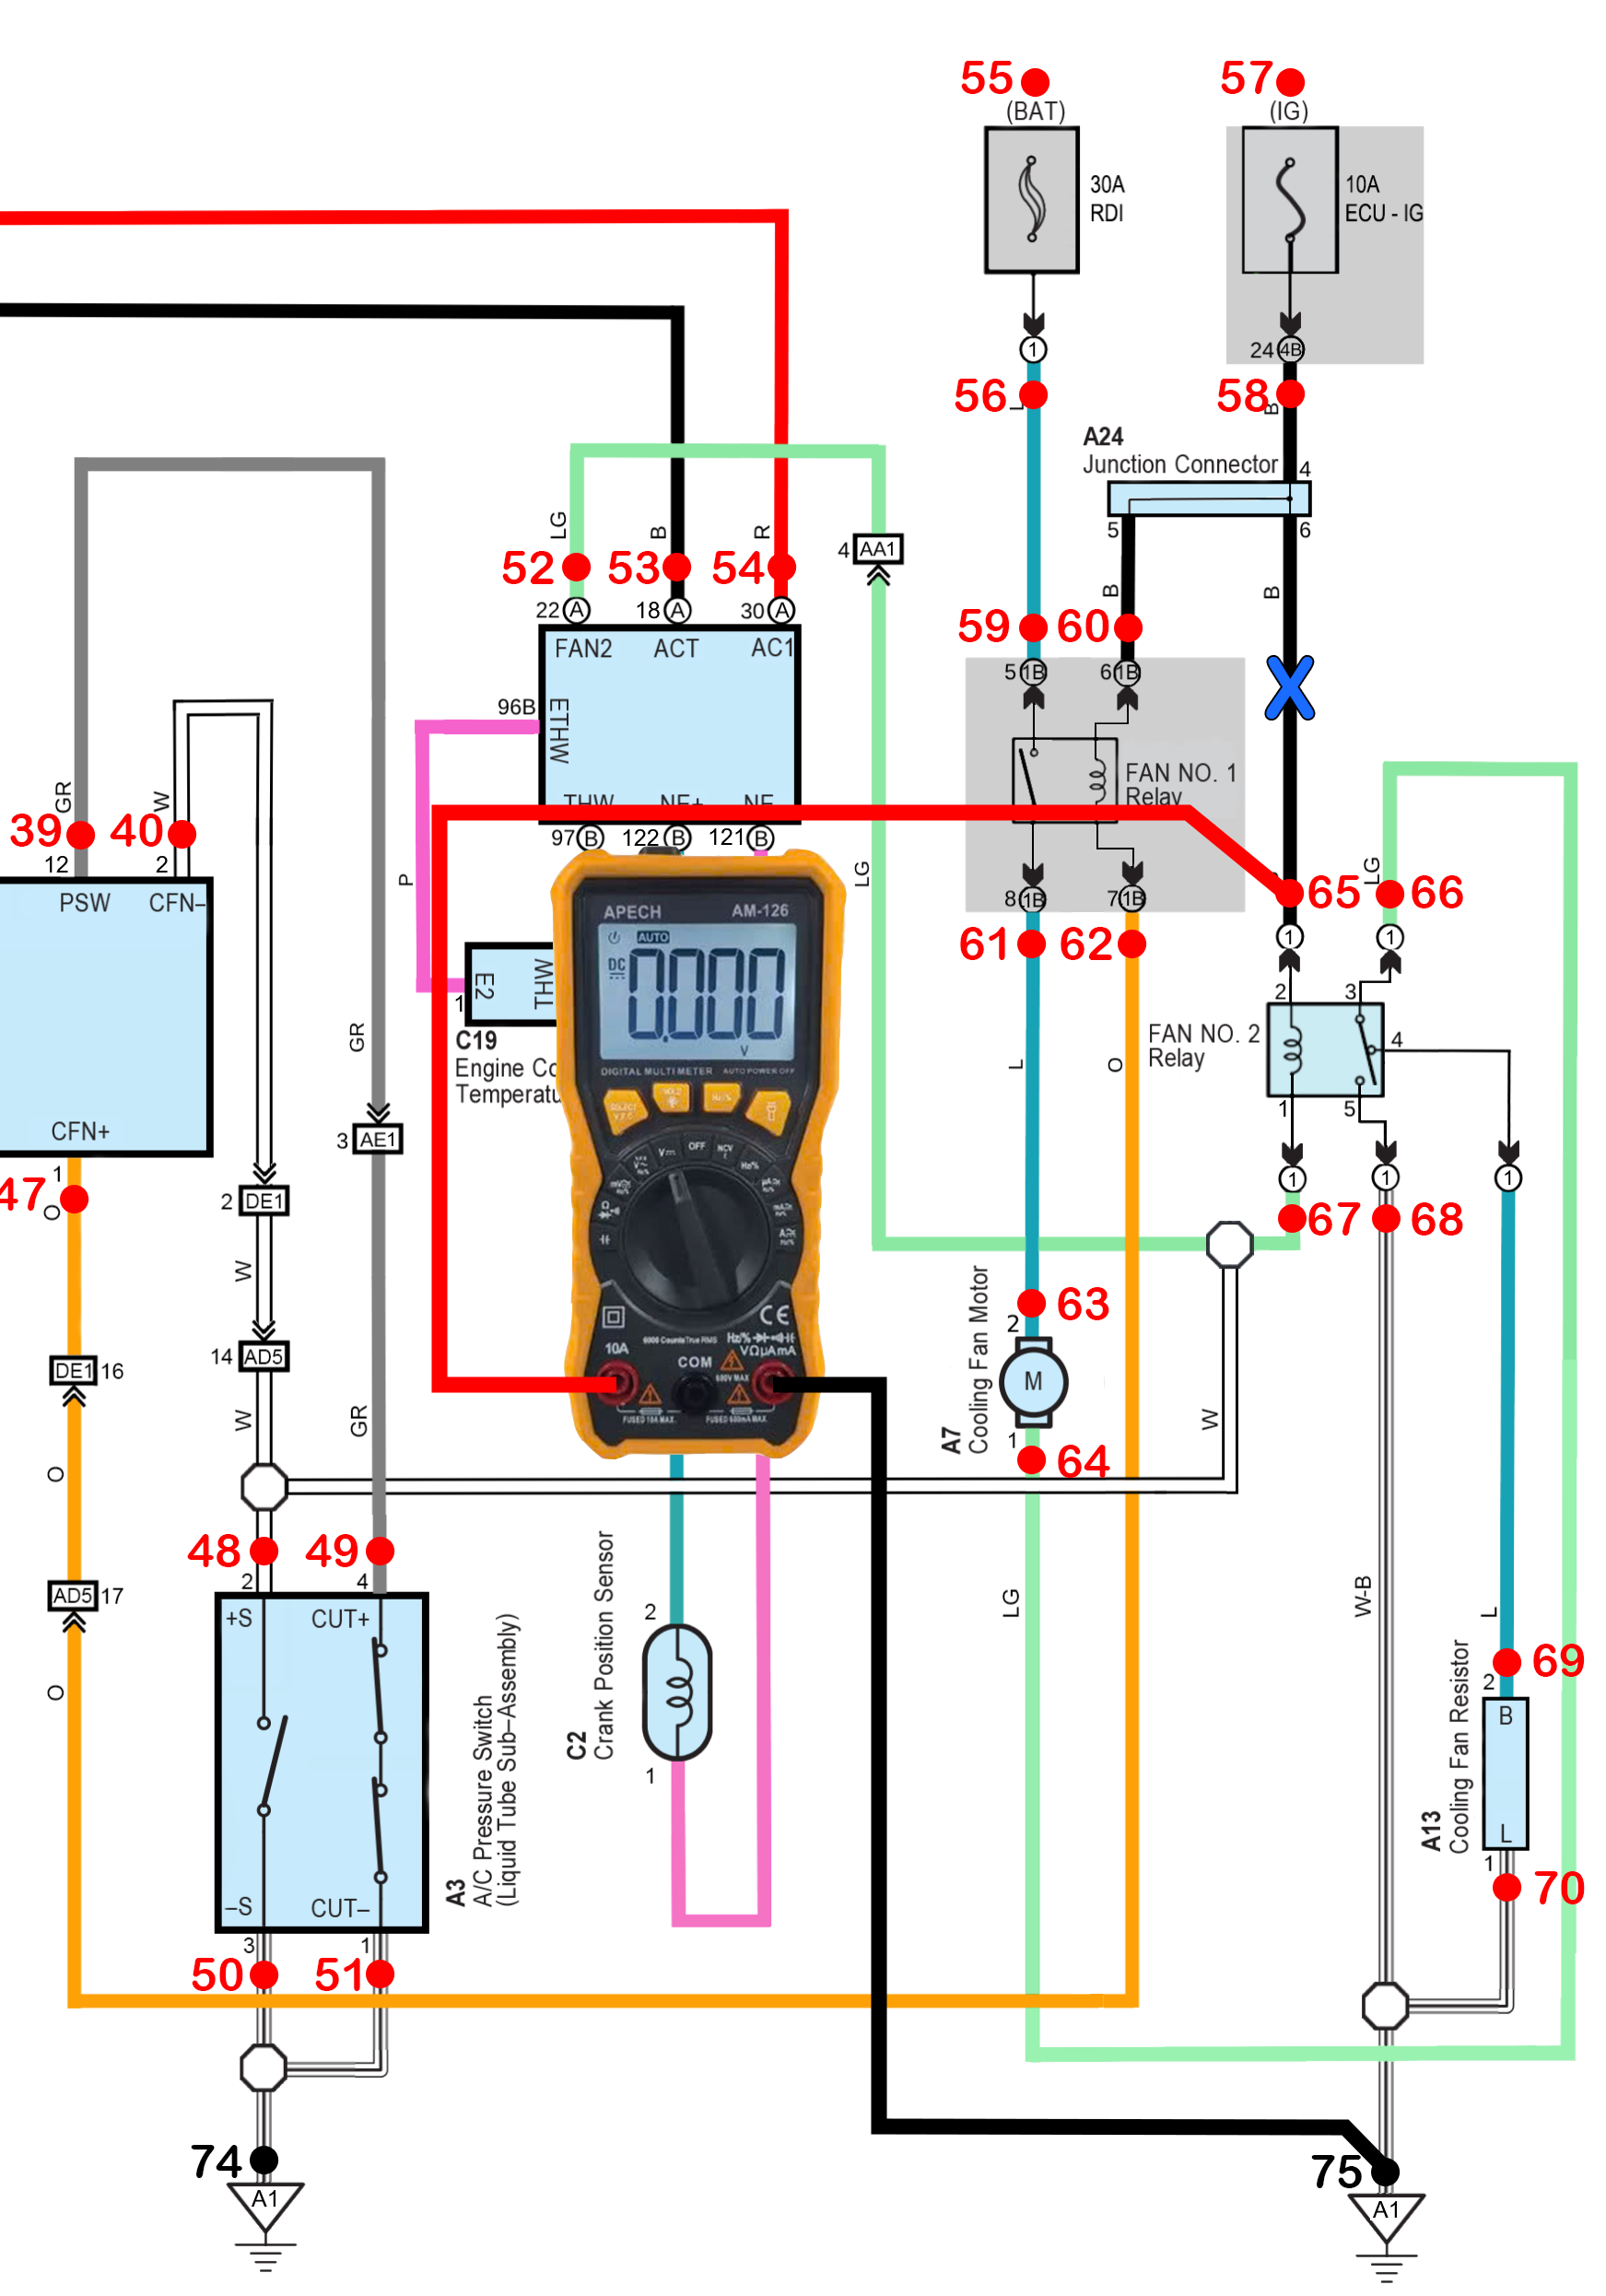 55
57
(BAT)
(IG)
30A
RDI
10A
ECU - IG
1
24
4B
56
L
58
B
A24
Junction Connector
4
5
6
LG
B
R
4
AA1
B
B
52
53
54
22
A
18
A
30
A
59
60
FAN2
ACT
AC1
5
1B
6
1B
96B
ETHW
GR
W
FAN NO. 1
Relay
39
40
12
2
THW
NE+
NE
97
B
122
B
121
B
P
LG
LG
PSW
CFN-
8
1B
7
1B
65
66
APECH
AM-126
61
62
1
1
AUTO
DC
0.000
V
E2
THW
1
2
3
C19
Engine Co
Temperatu
GR
FAN NO. 2
Relay
4
L
O
DIGITAL MULTIMETER
AUTO POWER OFF
1
5
CFN+
3
AE1
SELECT
Hz/%
OFF
NCV
1
1
1
1
47
O
2
DE1
67
68
W
63
2
Cooling Fan Motor
A7
M
1
14
AD5
DE1
16
6000 Counts True RMS
Hz/%
CE
10A
COM
VΩµAmA
600V MAX
FUSED 10A MAX.
FUSED 600mA MAX.
W
GR
W
64
O
48
49
2
4
AD5
17
+S
CUT+
Crank Position Sensor
C2
2
1
LG
W-B
L
69
2
B
O
A/C Pressure Switch
(Liquid Tube Sub-Assembly)
A3
Cooling Fan Resistor
A13
L
1
70
–S
CUT–
3
1
50
51
74
75
A1
A1